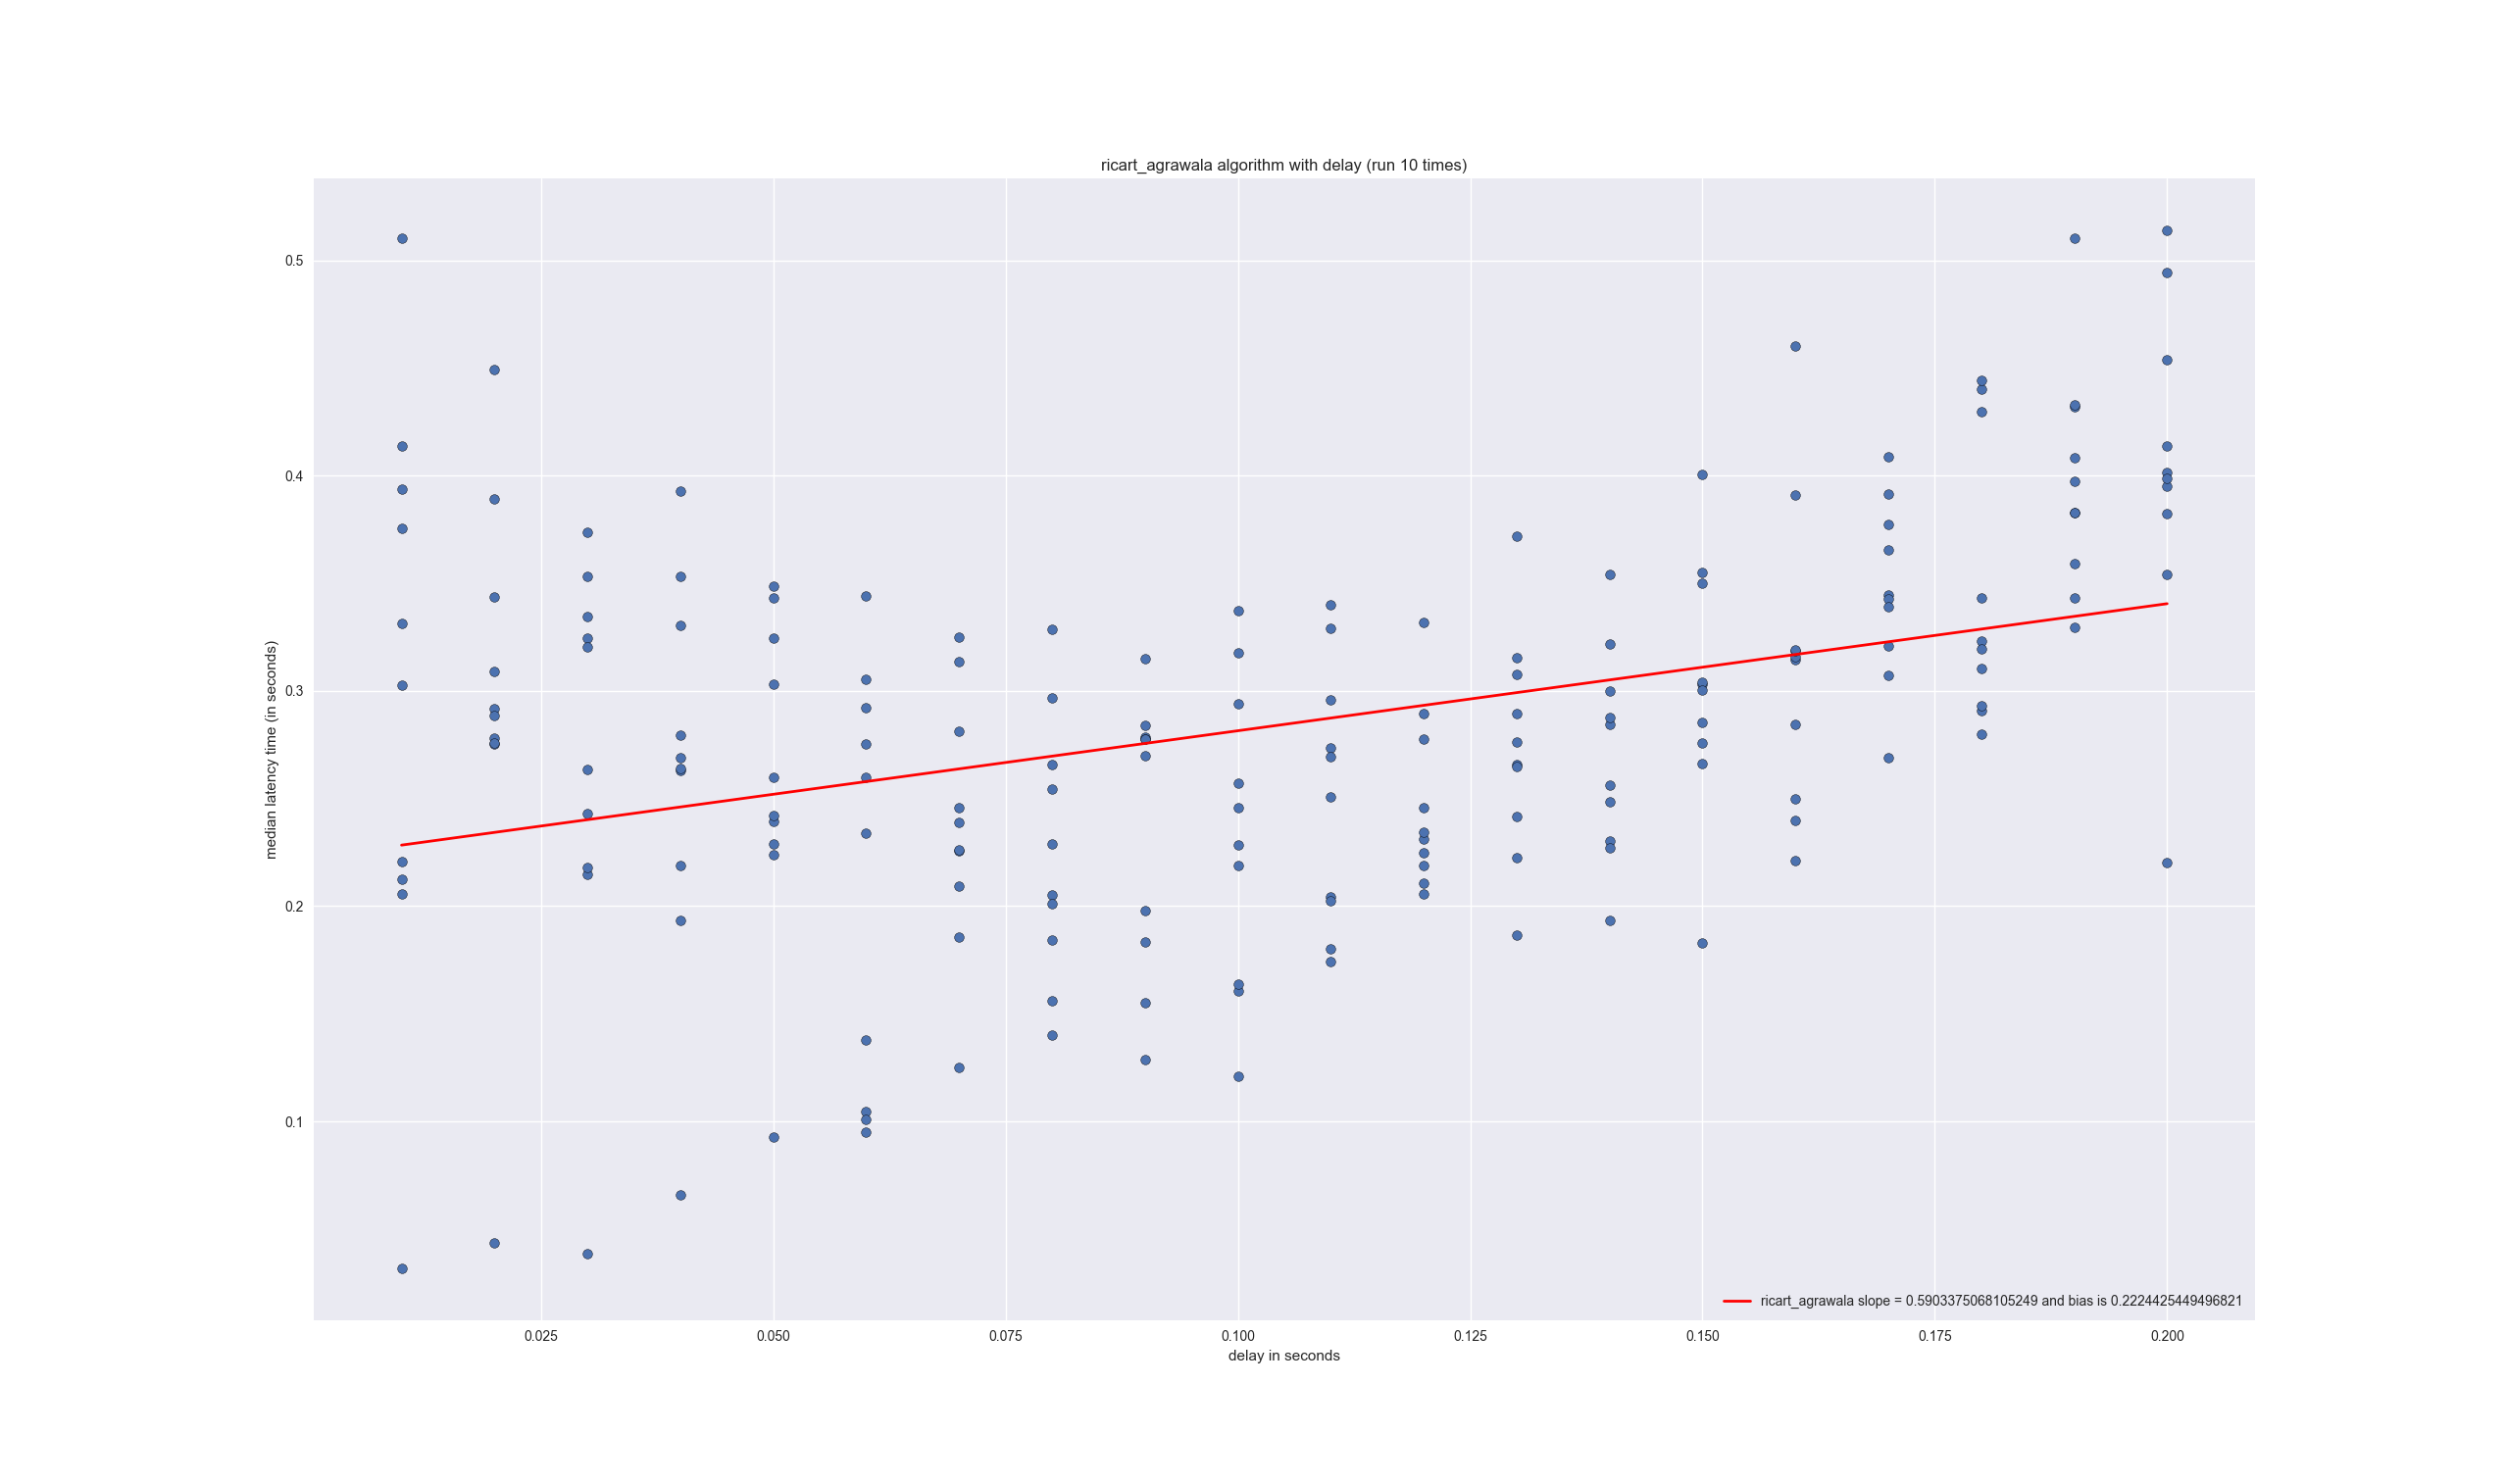 ricart_agrawala algorithm with delay (run 10 times)
0.5
0.4
0.3
0.2
0.1
median latency time (in seconds)
ricart_agrawala slope = 0.5903375068105249 and bias is 0.2224425449496821
0.025 0.050 0.075 0.100 0.125 0.150 0.175 0.200
delay in seconds